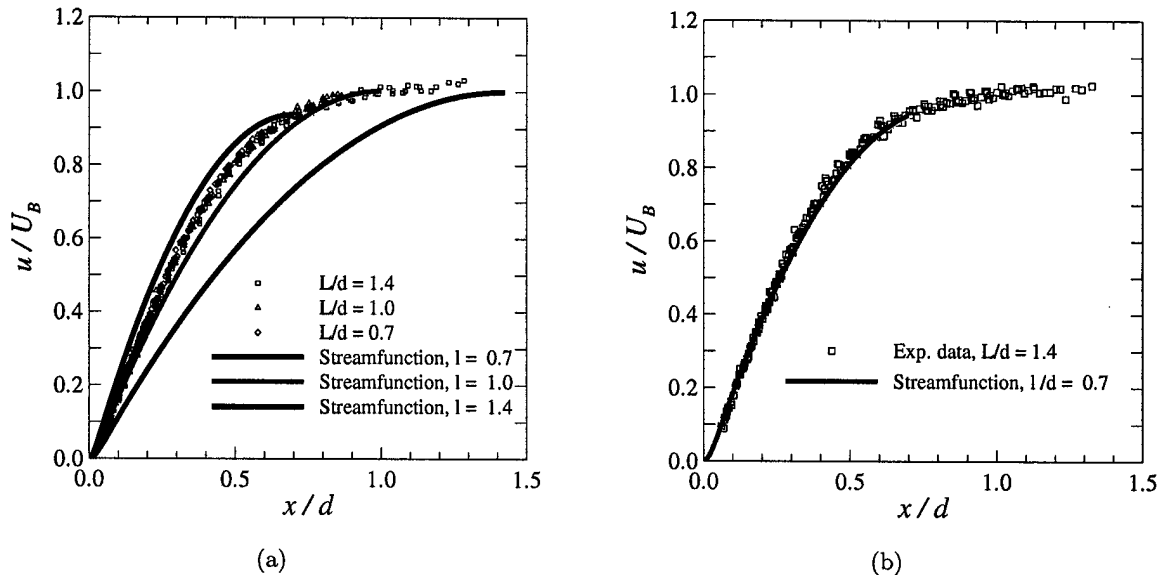 1.2
1.0
0.8
0.6
0.4
0.2
0.0
u / U_B
L/d = 1.4
L/d = 1.0
L/d = 0.7
Streamfunction, l = 0.7
Streamfunction, l = 1.0
Streamfunction, l = 1.4
0.0 0.5 1.0 1.5
x / d
(a)
1.2
1.0
0.8
0.6
0.4
0.2
0.0
u / U_B
Exp. data, L/d = 1.4
Streamfunction, l/d = 0.7
0.0 0.5 1.0 1.5
x / d
(b)